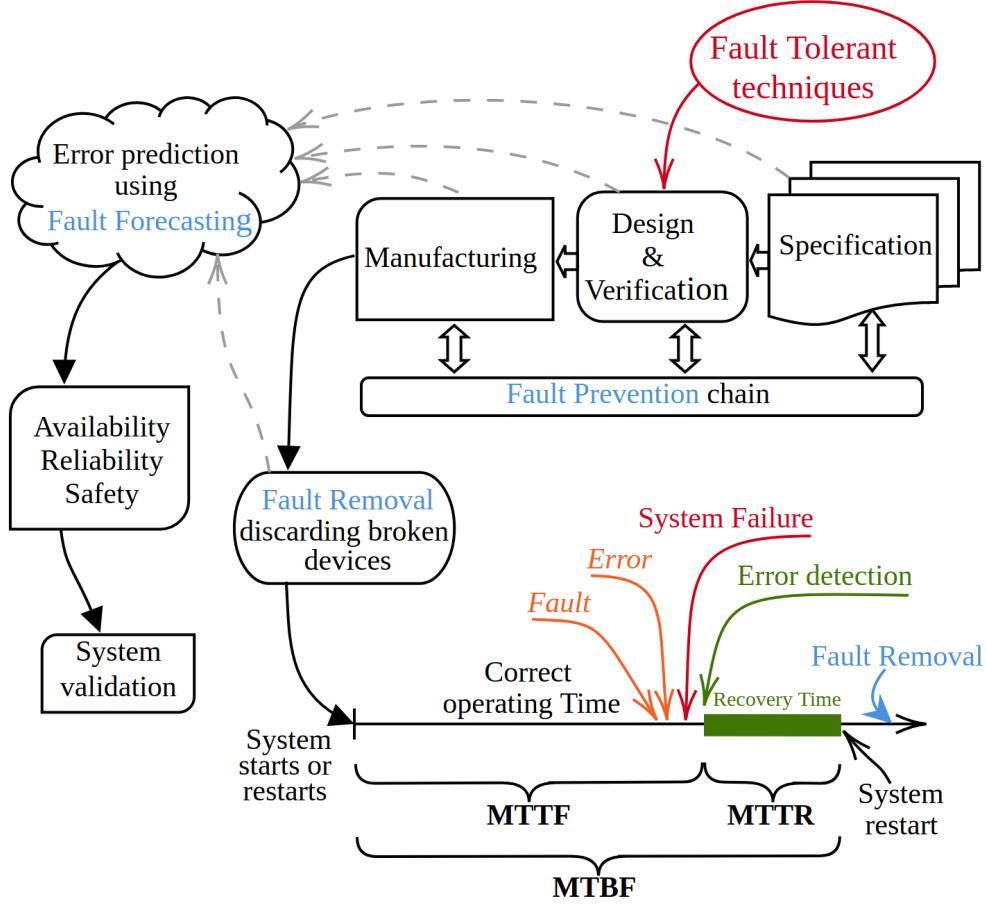 Fault Tolerant
techniques
Error prediction
using
Fault Forecasting
Manufacturing
Design
&
Verification
Specification
Fault Prevention chain
Availability
Reliability
Safety
Fault Removal
discarding broken
devices
System
validation
System Failure
Error
Error detection
Fault
Fault Removal
Correct
operating Time
Recovery Time
System
starts or
restarts
MTTF
MTTR
System
restart
MTBF